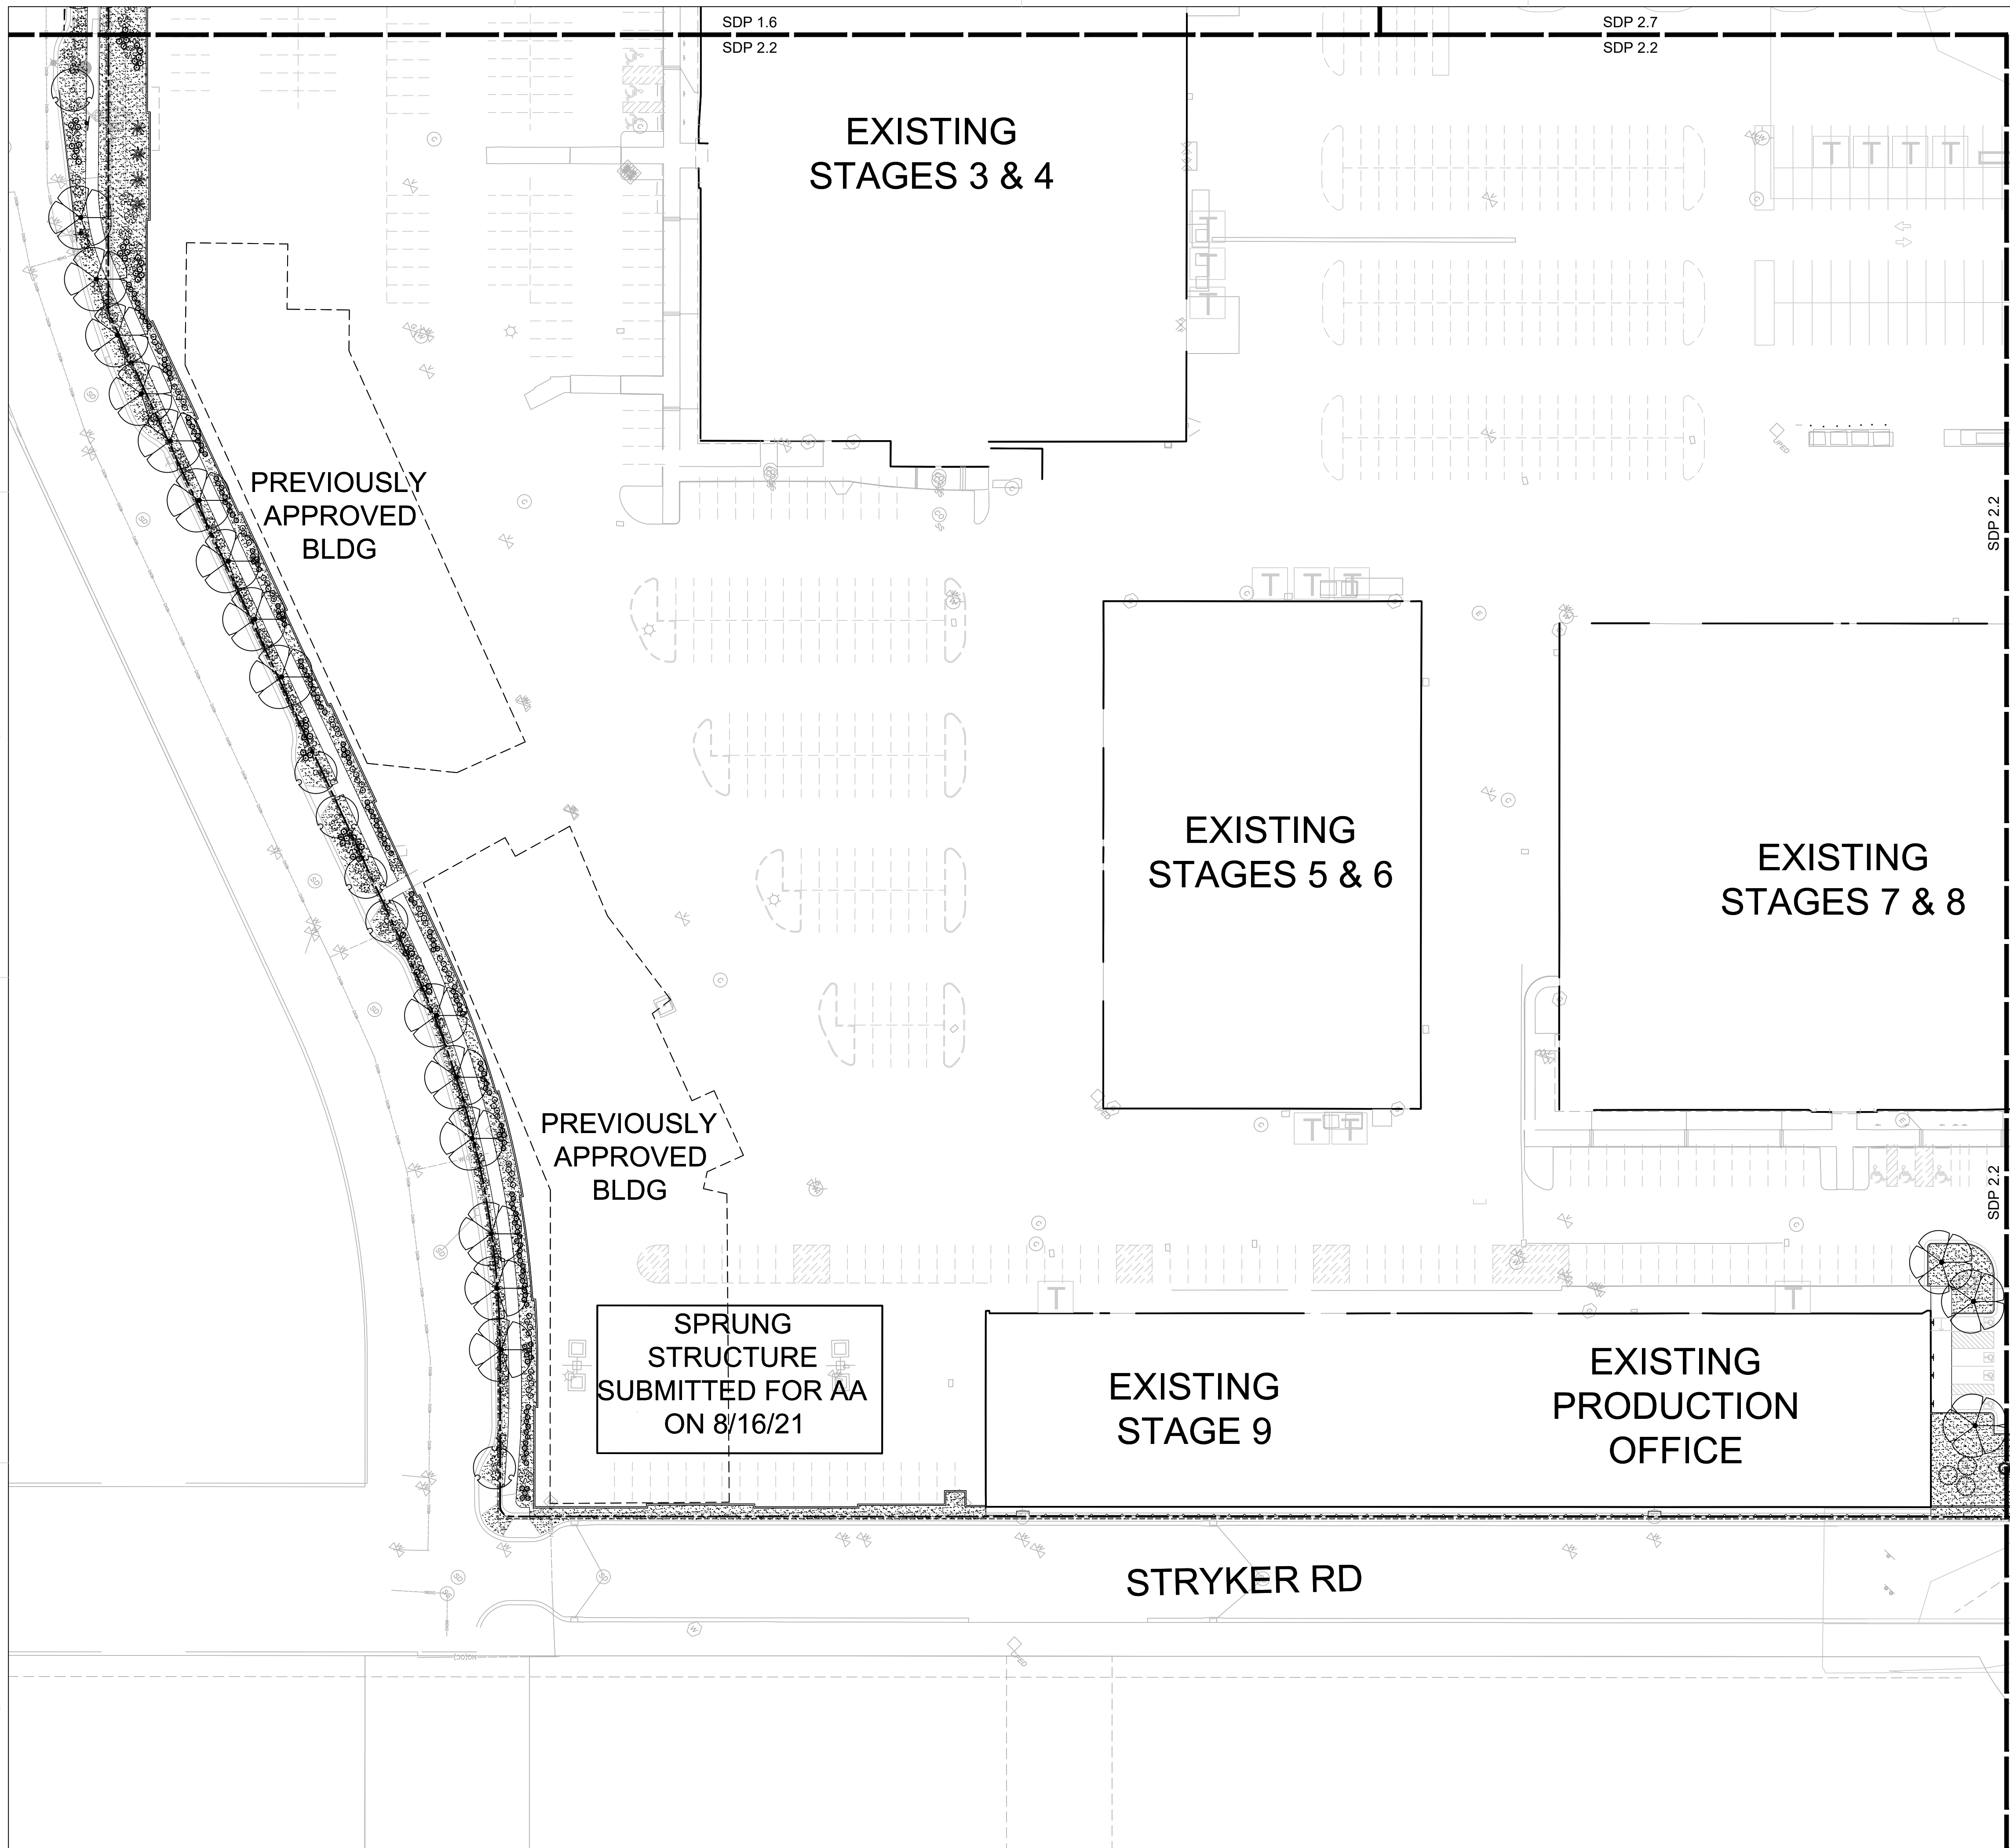 SDP 1.6
SDP 2.2
SDP 2.7
SDP 2.2
EXISTING
STAGES 3 & 4
T
T
T
T
T
T
T
PREVIOUSLY
APPROVED
BLDG
SDP 2.2
T
T
T
EXISTING
STAGES 5 & 6
EXISTING
STAGES 7 & 8
T
T
PREVIOUSLY
APPROVED
BLDG
SDP 2.2
T
T
SPRUNG
STRUCTURE
SUBMITTED FOR AA
ON 8/16/21
EXISTING
STAGE 9
EXISTING
PRODUCTION
OFFICE
STRYKER RD